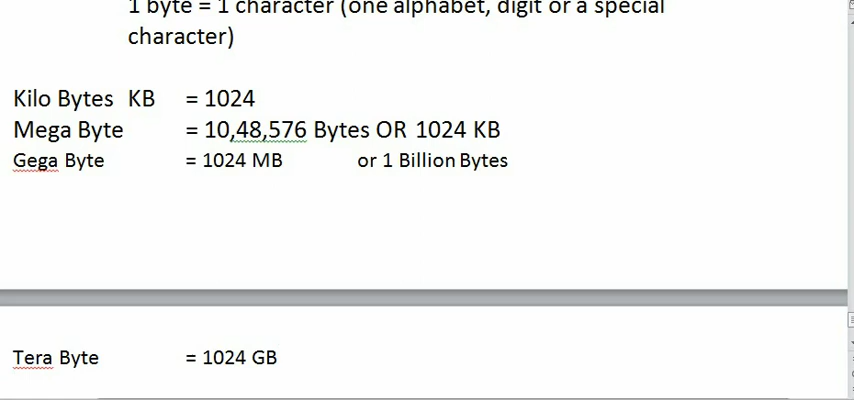 1 byte = 1 character (one alphabet, digit or a special
character)
Kilo Bytes KB = 1024
Mega Byte = 10,48,576 Bytes OR 1024 KB
Gega Byte = 1024 MB or 1 Billion Bytes
Tera Byte = 1024 GB